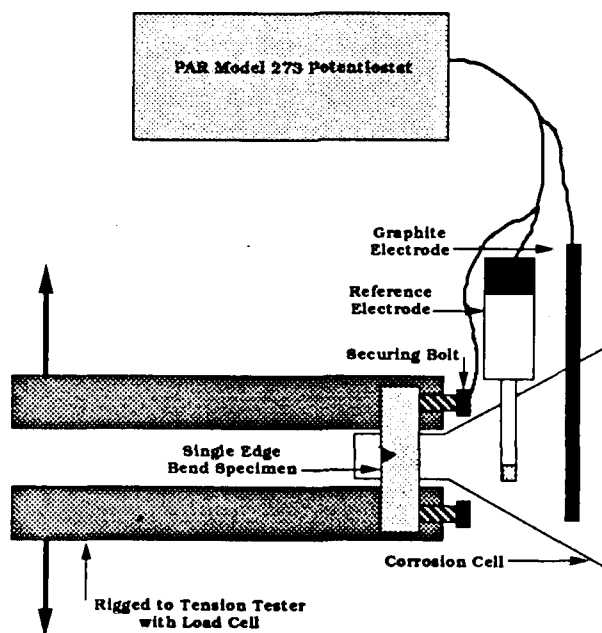 PAR Model 273 Potentiostat
Graphite
Electrode
Reference
Electrode
Securing Bolt
Single Edge
Bend Specimen
Corrosion Cell
Rigged to Tension Tester
with Load Cell